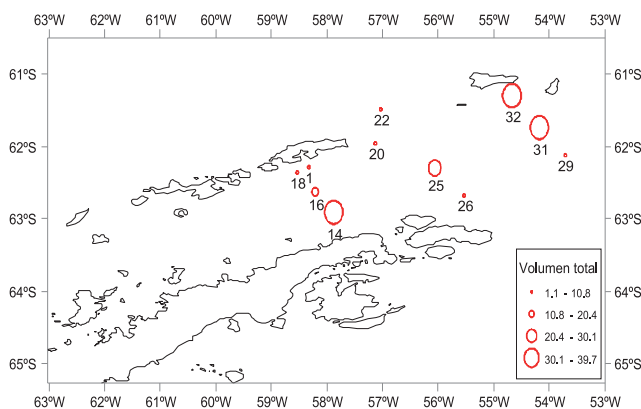 63ºW 62ºW 61ºW 60ºW 59ºW 58ºW 57ºW 56ºW 55ºW 54ºW 53ºW
61ºS 61ºS
32
22
31
62ºS 62ºS
20
29
18 1
25
16
26
63ºS 63ºS
14
Volumen total
64ºS 64ºS
1.1 - 10.8
10.8 - 20.4
20.4 - 30.1
30.1 - 39.7
65ºS 65ºS
63ºW 62ºW 61ºW 60ºW 59ºW 58ºW 57ºW 56ºW 55ºW 54ºW 53ºW